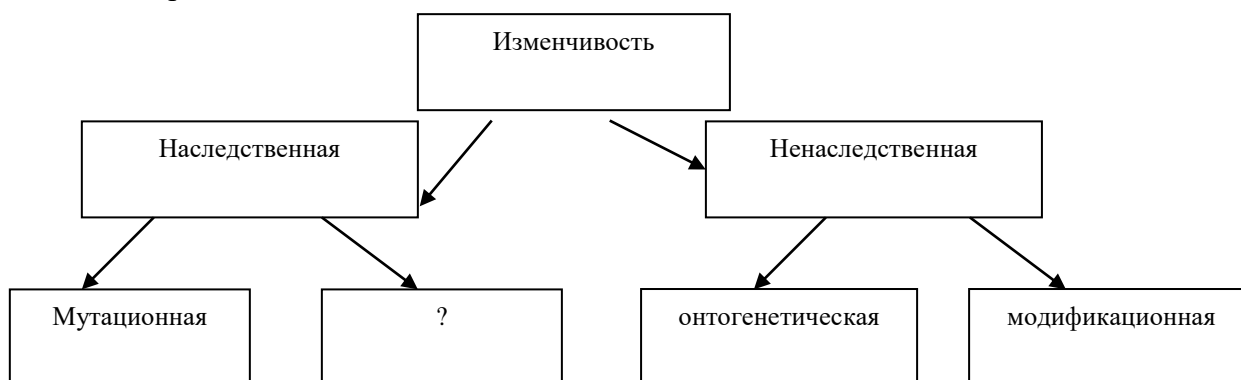 Изменчивость
Наследственная
Ненаследственная
Мутационная
?
онтогенетическая
модификационная